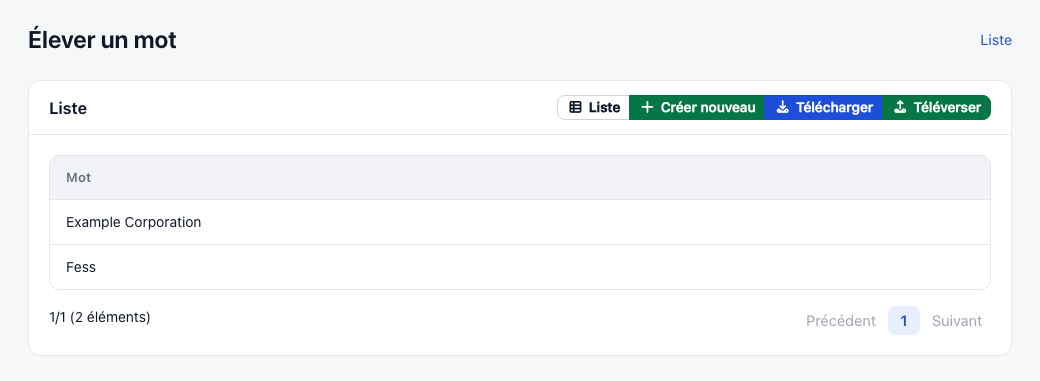 Élever un mot
Liste
Liste
Liste
Créer nouveau
Télécharger
Téléverser
Mot
Example Corporation
Fess
1/1 (2 éléments)
Précédent
1
Suivant